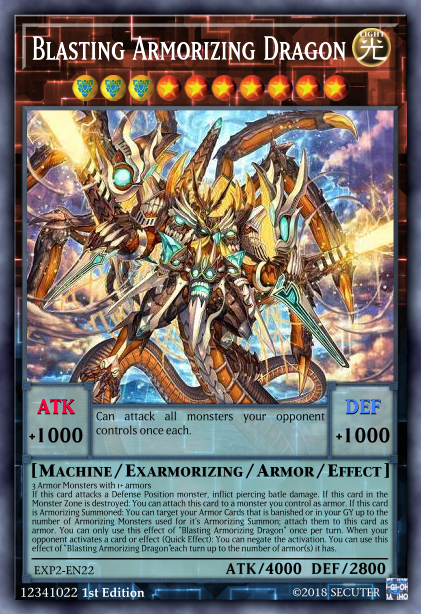 Blasting Armorizing Dragon
LIGHT
光
ATK
+1000
Can attack all monsters your opponent
controls once each.
DEF
+1000
[Machine/Exarmorizing/Armor/Effect]
3 Armor Monsters with 1+ armors
If this card attacks a Defense Position monster, inflict piercing batle damage. If this card in the
Monster Zone is destroyed: You can attach this card to a monster you control as armor. If this card
is Armorizing Summoned: You can target your Armor Cards that is banished or in your GY up to the
number of Armorizing Monsters used for it's Armorizing Summon; attach them to this card as
armor. You can only use this effect of "Blasting Armorizing Dragon" once per turn. When your
opponent activates a card or effect (Quick Effect): You can negate the activation. You can use this
effect of "Blasting Armorizing Dragon"each turn up to the number of armor(s) it has.
EXP2-EN22
ATK/4000 DEF/2800
12341022 1st Edition
©2018 SECUTER